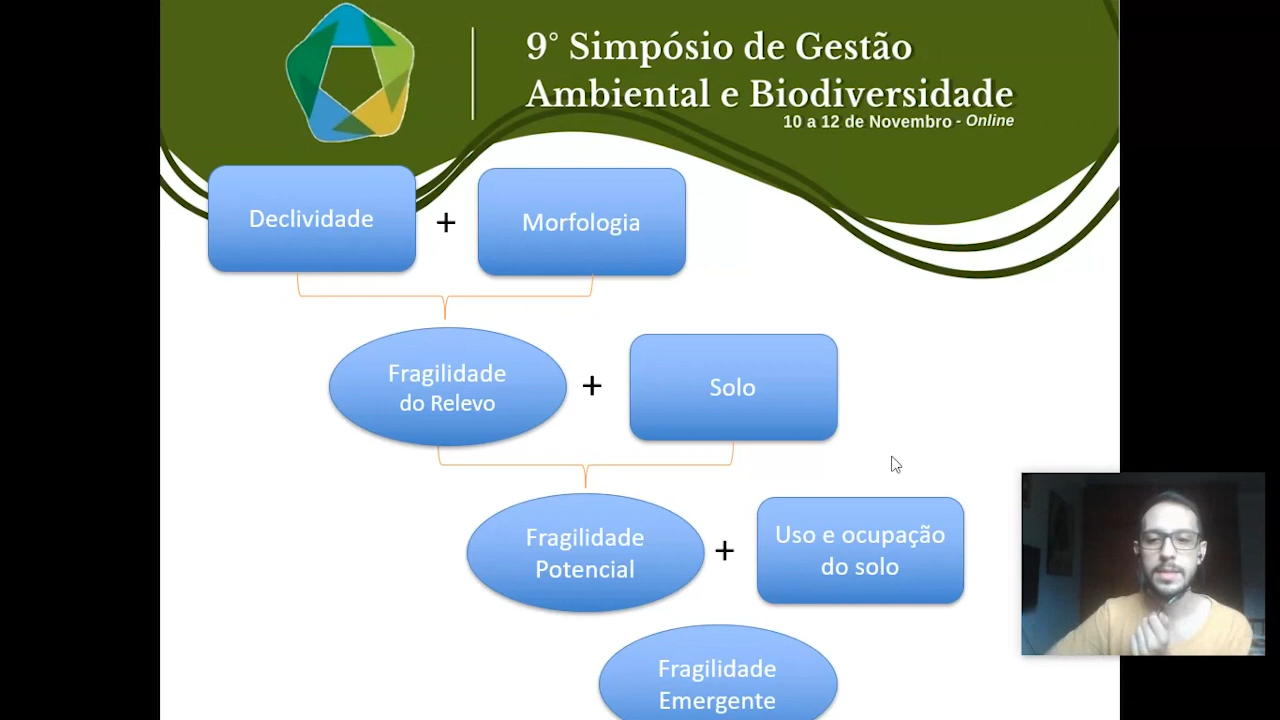 9° Simpósio de Gestão
Ambiental e Biodiversidade
10 a 12 de Novembro - Online
Declividade
+
Morfologia
Fragilidade
do Relevo
+
Solo
Fragilidade
Potencial
+
Uso e ocupação
do solo
Fragilidade
Emergente